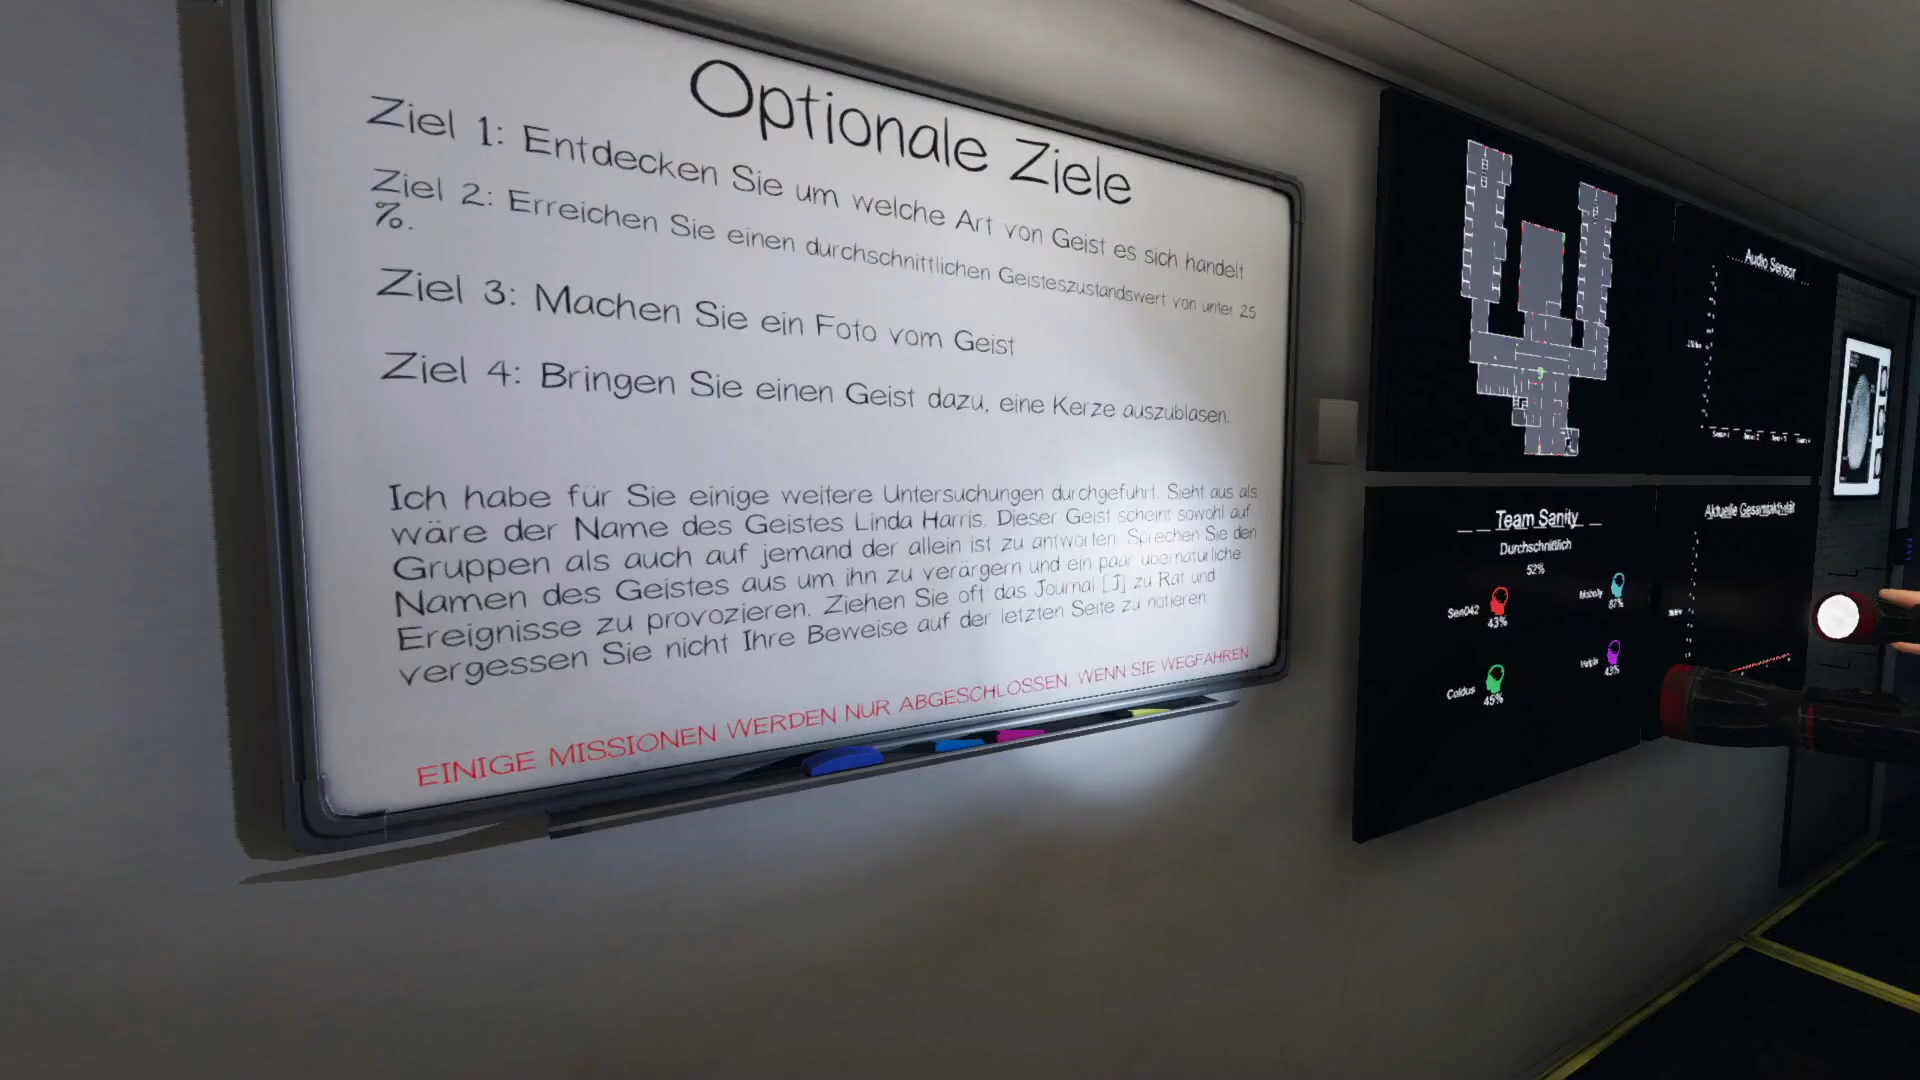 Optionale Ziele
Ziel 1: Entdecken Sie um welche Art von Geist es sich handelt
Ziel 2: Erreichen Sie einen durchschnittlichen Geisteszustandswert von unter 25
%.
Ziel 3: Machen Sie ein Foto vom Geist
Ziel 4: Bringen Sie einen Geist dazu, eine Kerze auszublasen.
Ich habe für Sie einige weitere Untersuchungen durchgeführt. Sieht aus als
wäre der Name des Geistes Linda Harris. Dieser Geist scheint sowohl auf
Gruppen als auch auf jemand der allein ist zu antworten. Sprechen Sie den
Namen des Geistes aus um ihn zu verärgern und ein paar übernatürliche
Ereignisse zu provozieren. Ziehen Sie oft das Journal [J] zu Rat und
vergessen Sie nicht Ihre Beweise auf der letzten Seite zu notieren.
EINIGE MISSIONEN WERDEN NUR ABGESCHLOSSEN, WENN SIE WEGFAHREN
Audio Sensor
Team Sanity
Durchschnittlich
52%
Sen042
43%
87%
Coldus
45%
43%
Aktuelle Gesamtaktivität